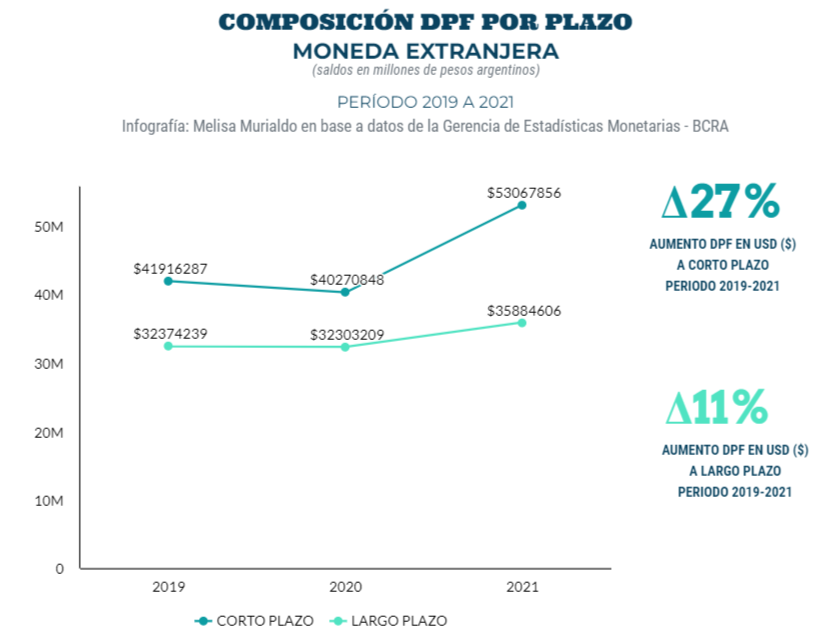 COMPOSICIÓN DPF POR PLAZO
MONEDA EXTRANJERA
(saldos en millones de pesos argentinos)
PERÍODO 2019 A 2021
Infografía: Melisa Murialdo en base a datos de la Gerencia de Estadísticas Monetarias - BCRA
50M
40M
30M
20M
10M
0
$53067856
$41916287
$40270848
$35884606
$32374239
$32303209
2019
2020
2021
CORTO PLAZO
LARGO PLAZO
Δ27%
AUMENTO DPF EN USD ($)
A CORTO PLAZO
PERIODO 2019-2021
Δ11%
AUMENTO DPF EN USD ($)
A LARGO PLAZO
PERIODO 2019-2021